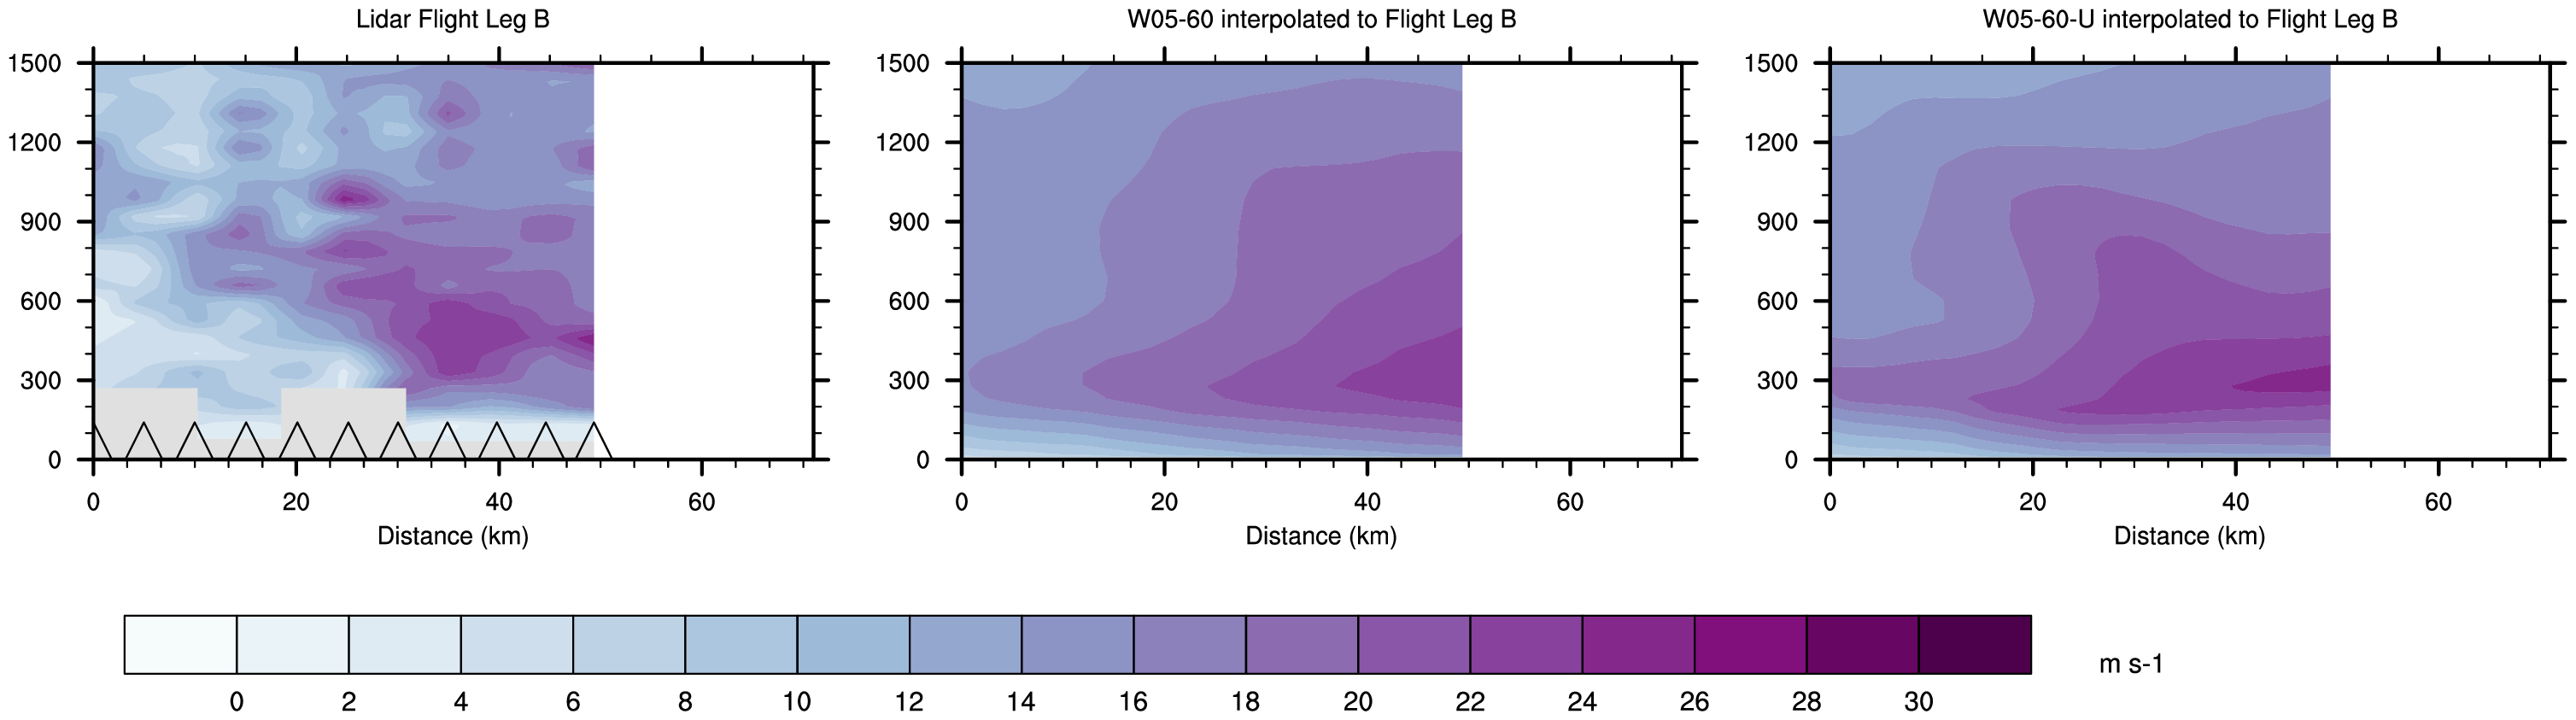 Lidar Flight Leg B W05-60 interpolated to Flight Leg B W05-60-U interpolated to Flight Leg B
1500 1500 1500
1200 1200 1200
900 900 900
600 600 600
300 300 300
0 0 0
0 20 40 60 0 20 40 60 0 20 40 60
Distance (km) Distance (km) Distance (km)
m s-1
0 2 4 6 8 10 12 14 16 18 20 22 24 26 28 30